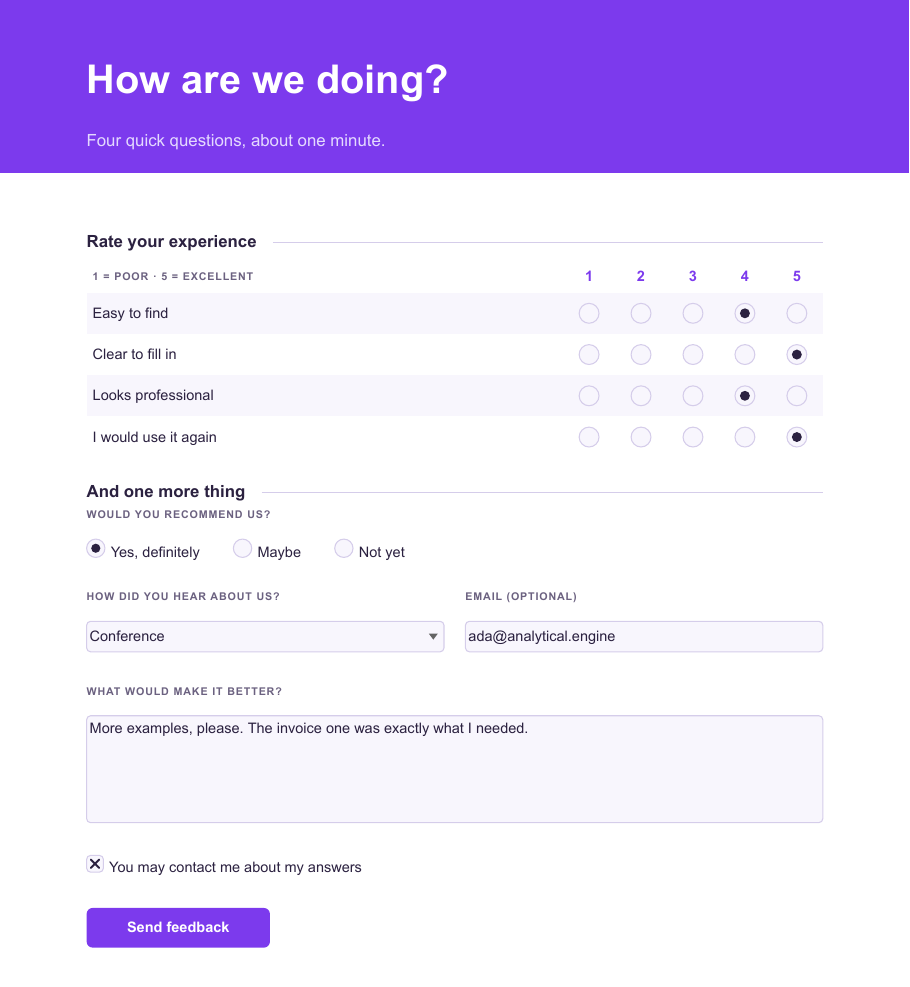 How are we doing?
Four quick questions, about one minute.
Rate your experience
1 = POOR · 5 = EXCELLENT 1 2 3 4 5
Easy to find
Clear to fill in
Looks professional
I would use it again
And one more thing
WOULD YOU RECOMMEND US?
Yes, definitely Maybe Not yet
HOW DID YOU HEAR ABOUT US? EMAIL (OPTIONAL)
Conference ada@analytical.engine
WHAT WOULD MAKE IT BETTER?
More examples, please. The invoice one was exactly what I needed.
You may contact me about my answers
Send feedback